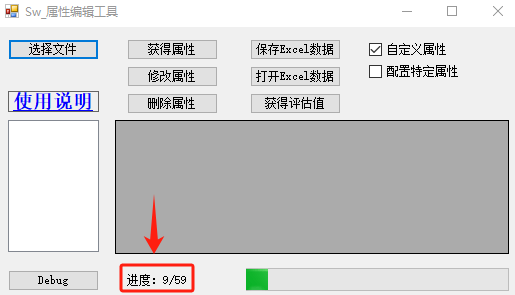 Sw_属性编辑工具
选择文件 获得属性 保存Excel数据 自定义属性
修改属性 打开Excel数据 配置特定属性
使用说明 删除属性 获得评估值
Debug 进度: 9/59